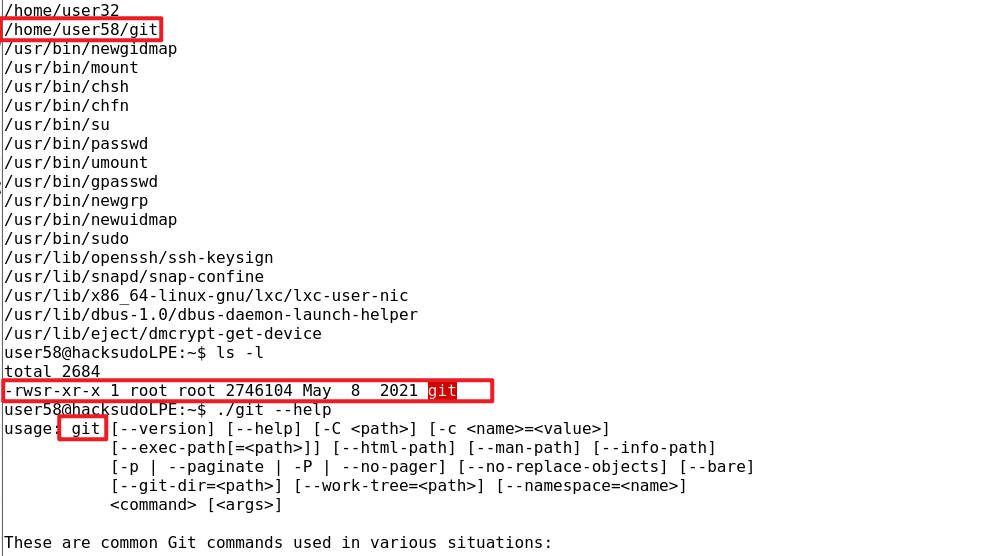 /home/user32
/home/user58/git
/usr/bin/newgidmap
/usr/bin/mount
/usr/bin/chsh
/usr/bin/chfn
/usr/bin/su
/usr/bin/passwd
/usr/bin/umount
/usr/bin/gpasswd
/usr/bin/newgrp
/usr/bin/newuidmap
/usr/bin/sudo
/usr/lib/openssh/ssh-keysign
/usr/lib/snapd/snap-confine
/usr/lib/x86_64-linux-gnu/lxc/lxc-user-nic
/usr/lib/dbus-1.0/dbus-daemon-launch-helper
/usr/lib/eject/dmcrypt-get-device
user58@hacksudoLPE:~$ ls -l
total 2684
-rwsr-xr-x 1 root root 2746104 May  8  2021 git
user58@hacksudoLPE:~$ ./git --help
usage: git [--version] [--help] [-C <path>] [-c <name>=<value>]
           [--exec-path[=<path>]] [--html-path] [--man-path] [--info-path]
           [-p | --paginate | -P | --no-pager] [--no-replace-objects] [--bare]
           [--git-dir=<path>] [--work-tree=<path>] [--namespace=<name>]
           <command> [<args>]
These are common Git commands used in various situations: